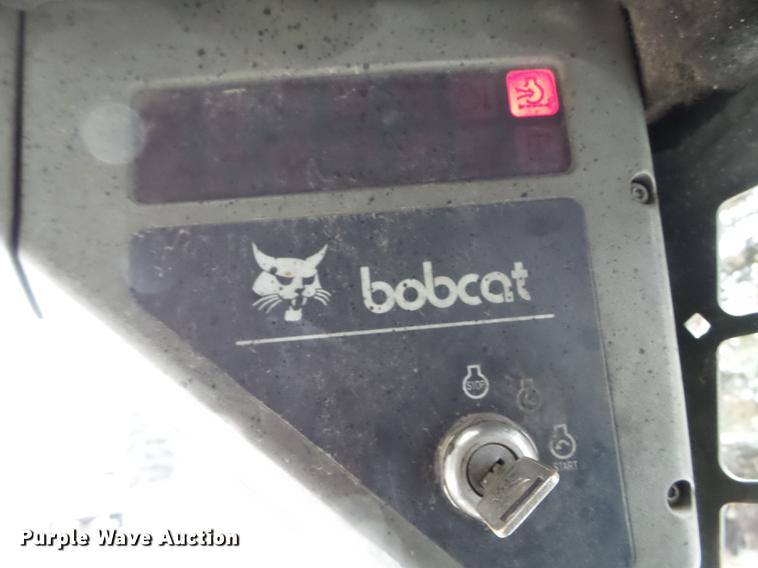 bobcat
STOP
START
Purple Wave Auction